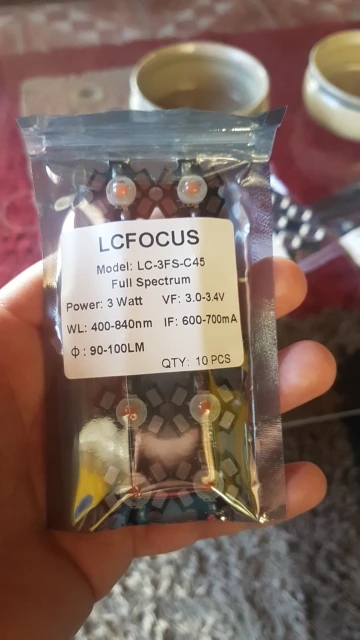 LCFOCUS
Model: LC-3FS-C45
Full Spectrum
Power: 3 Watt VF: 3.0-3.4V
WL: 400-840nm IF: 600-700mA
Φ: 90-100LM
QTY: 10 PCS